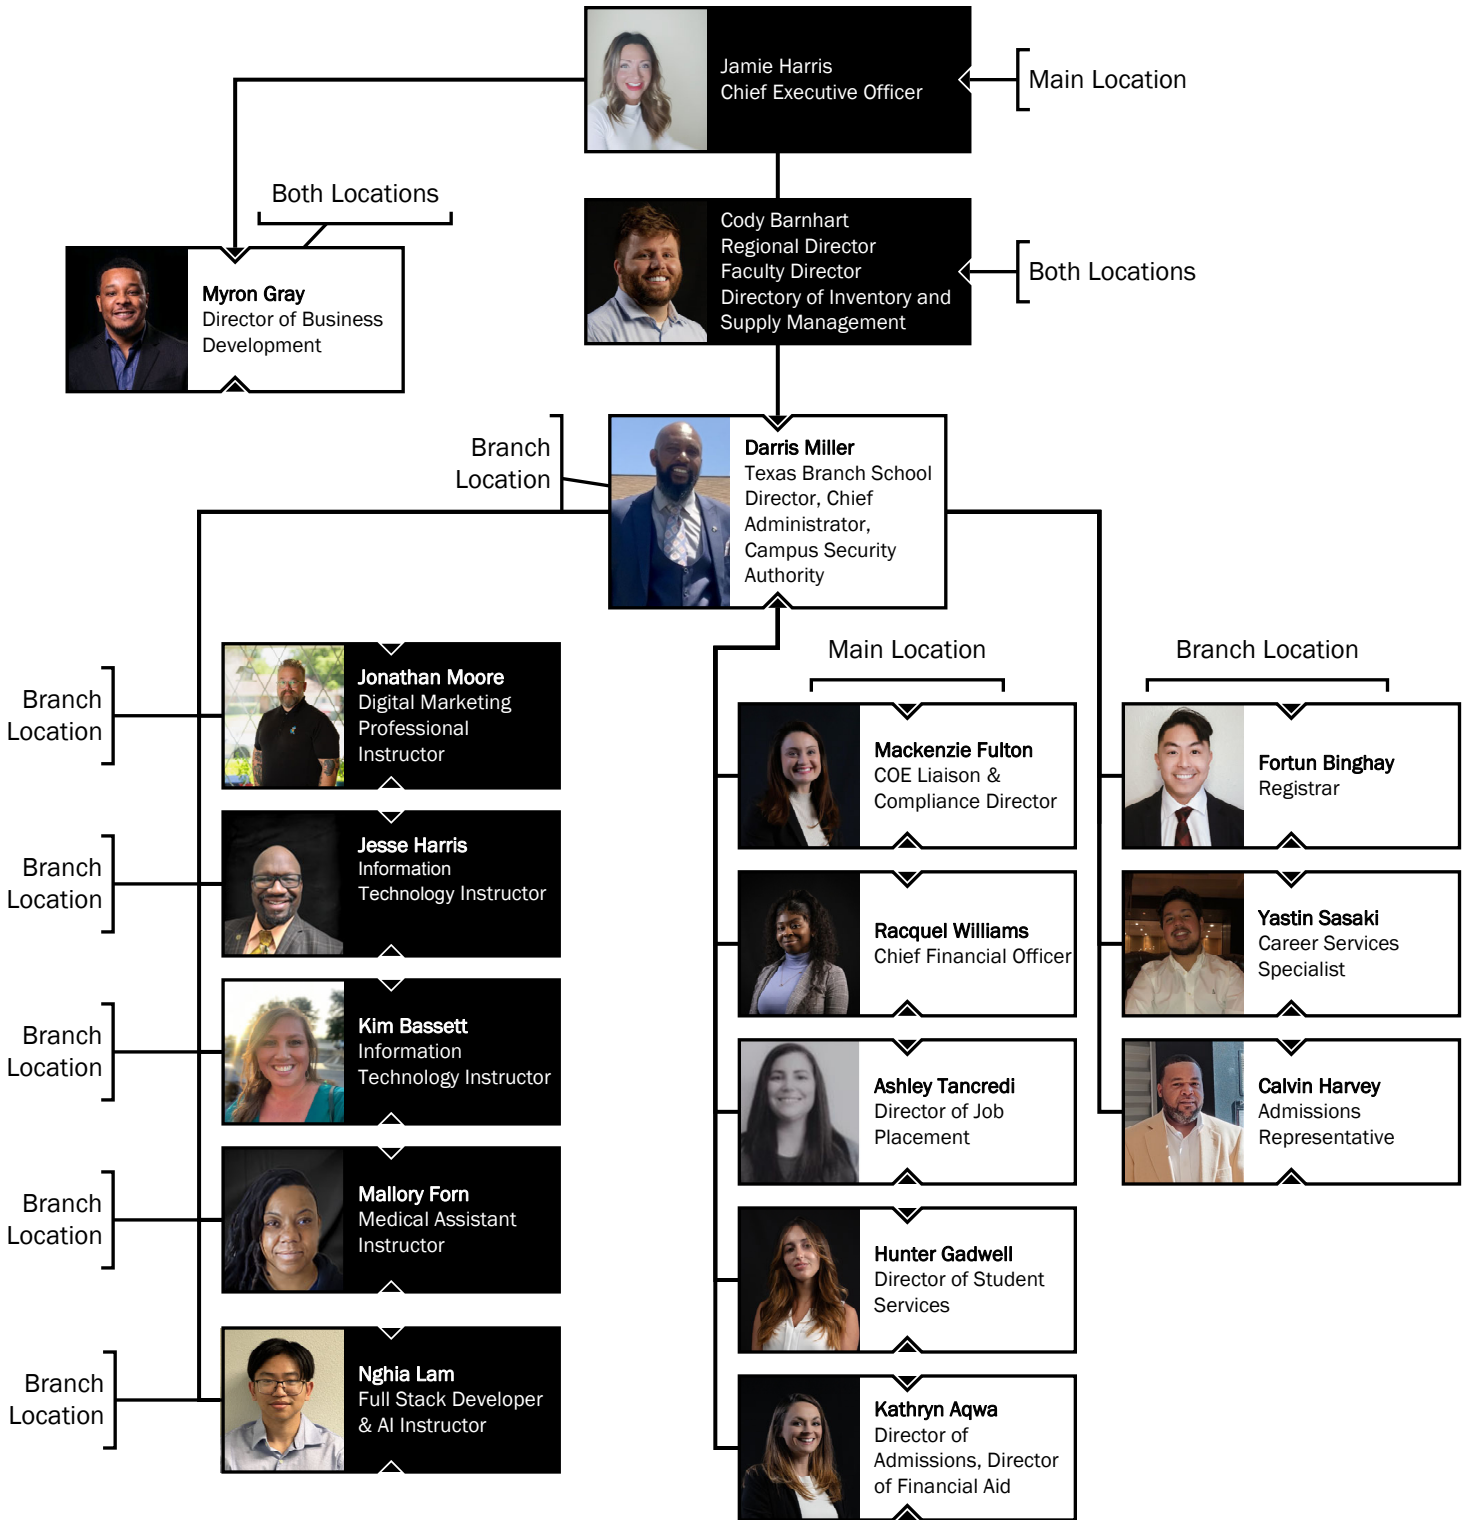 Jamie Harris
Chief Executive Officer
Main Location
Both Locations
Cody Barnhart
Regional Director
Faculty Director
Directory of Inventory and
Supply Management
Both Locations
Myron Gray
Director of Business
Development
Branch
Location
Darris Miller
Texas Branch School
Director, Chief
Administrator,
Campus Security
Authority
Branch
Location
Jonathan Moore
Digital Marketing
Professional
Instructor
Branch
Location
Jesse Harris
Information
Technology Instructor
Branch
Location
Kim Bassett
Information
Technology Instructor
Branch
Location
Mallory Forn
Medical Assistant
Instructor
Branch
Location
Nghia Lam
Full Stack Developer
& AI Instructor
Main Location
Mackenzie Fulton
COE Liaison &
Compliance Director
Racquel Williams
Chief Financial Officer
Ashley Tancredi
Director of Job
Placement
Hunter Gadwell
Director of Student
Services
Kathryn Aqwa
Director of
Admissions, Director
of Financial Aid
Branch Location
Fortun Binghay
Registrar
Yastin Sasaki
Career Services
Specialist
Calvin Harvey
Admissions
Representative